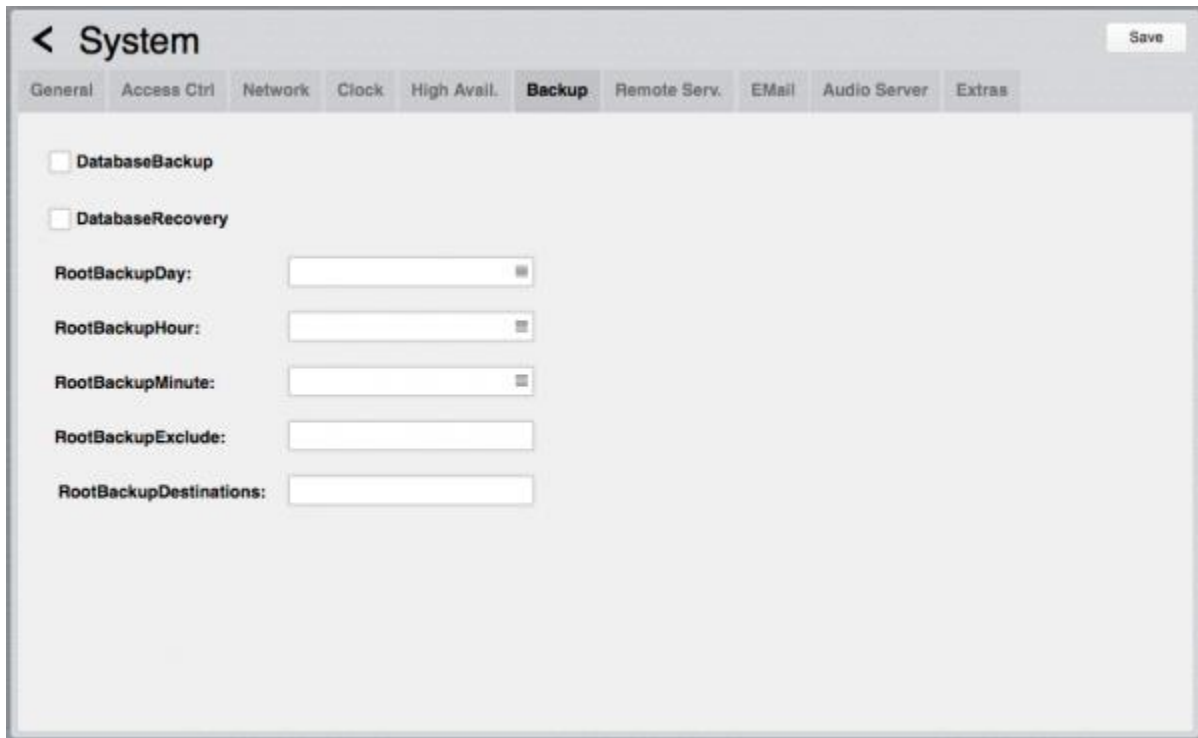 < System
Save
General Access Ctrl Network Clock High Avail. Backup Remote Serv. EMail Audio Server Extras
DatabaseBackup
DatabaseRecovery
RootBackupDay:
RootBackupHour:
RootBackupMinute:
RootBackupExclude:
RootBackupDestinations: